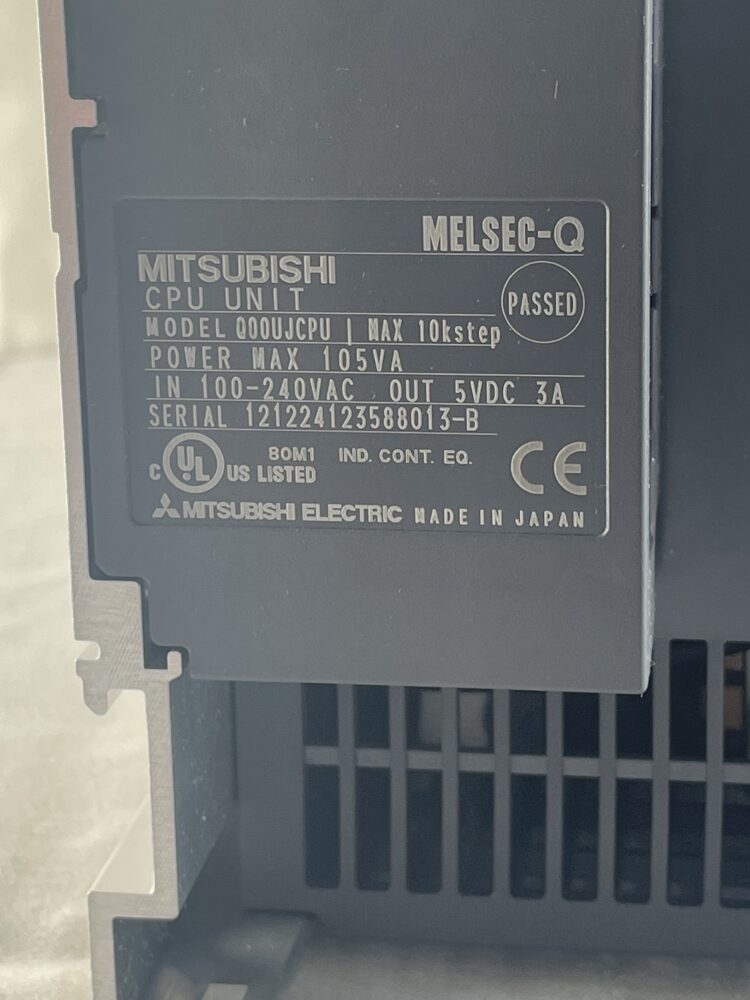 MELSEC-Q
MITSUBISHI
CPU UNIT
PASSED
MODEL Q00UJCPU | MAX 10kstep
POWER MAX 105VA
IN 100-240VAC OUT 5VDC 3A
SERIAL 121224123588013-B
C UL US LISTED 80M1 IND. CONT. EQ. CE
MITSUBISHI ELECTRIC MADE IN JAPAN